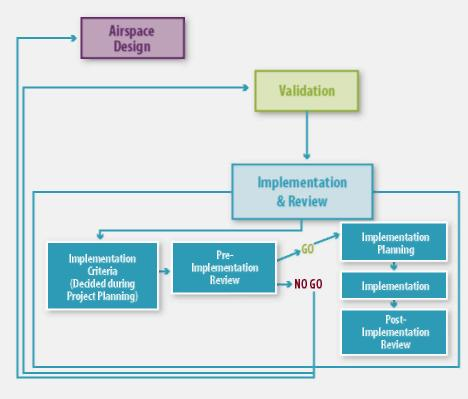 Airspace
Design
Validation
Implementation
& Review
Implementation
Criteria
(Decided during
Project Planning)
Pre-
Implementation
Review
GO
NO GO
Implementation
Planning
Implementation
Post-
Implementation
Review